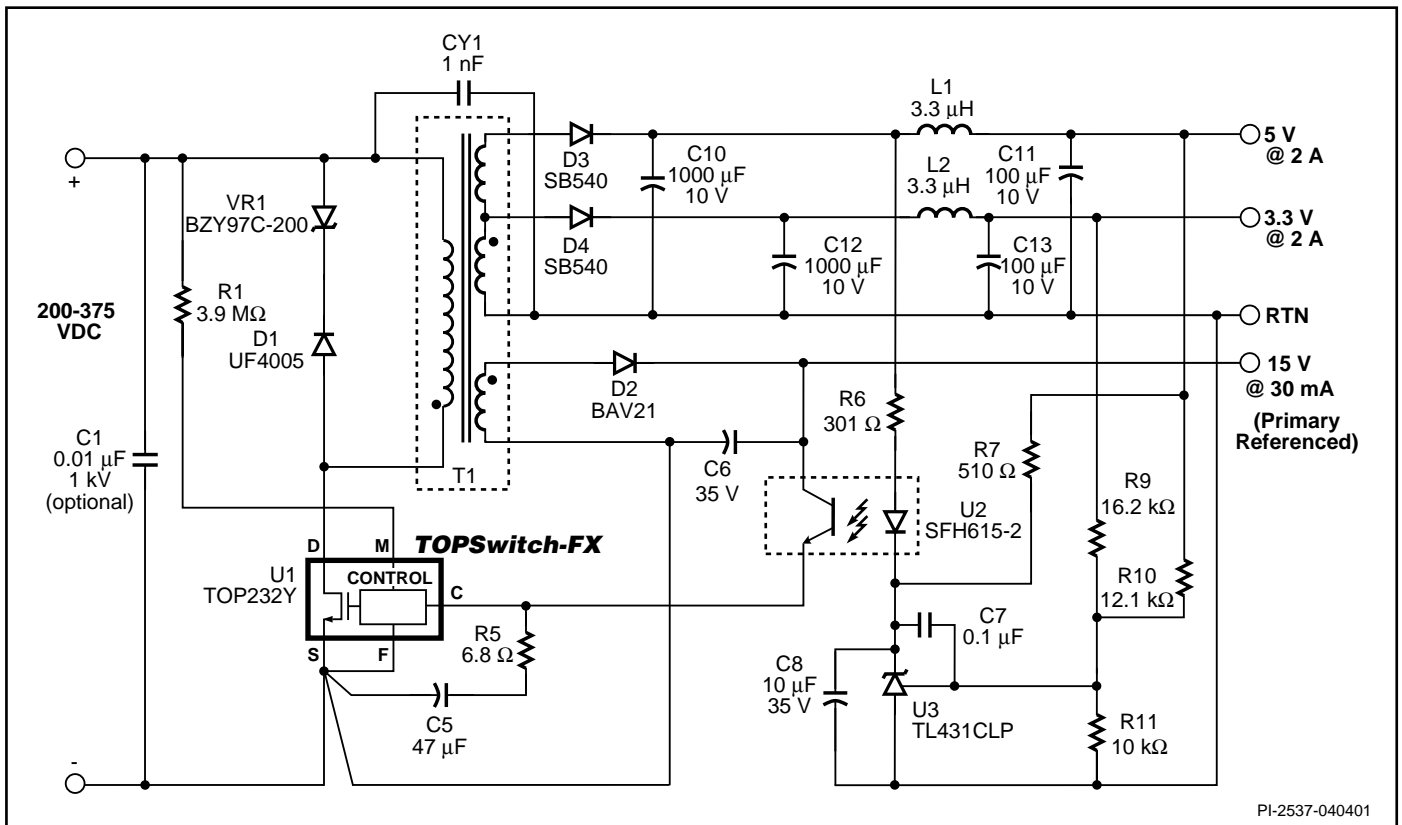 CY1
1 nF
L1
3.3 µH
5 V
@ 2 A
D3
SB540
C10
1000 µF
10 V
L2
3.3 µH
C11
100 µF
10 V
+
VR1
BZY97C-200
3.3 V
@ 2 A
D4
SB540
C12
1000 µF
10 V
C13
100 µF
10 V
200-375
VDC
R1
3.9 MΩ
D1
UF4005
RTN
15 V
@ 30 mA
(Primary
Referenced)
D2
BAV21
R6
301 Ω
C1
0.01 µF
1 kV
(optional)
T1
C6
35 V
R7
510 Ω
R9
16.2 kΩ
U2
SFH615-2
D
M
TOPSwitch-FX
U1
TOP232Y
CONTROL
C
R10
12.1 kΩ
S
F
R5
6.8 Ω
C7
0.1 µF
C5
47 µF
C8
10 µF
35 V
U3
TL431CLP
R11
10 kΩ
-
PI-2537-040401